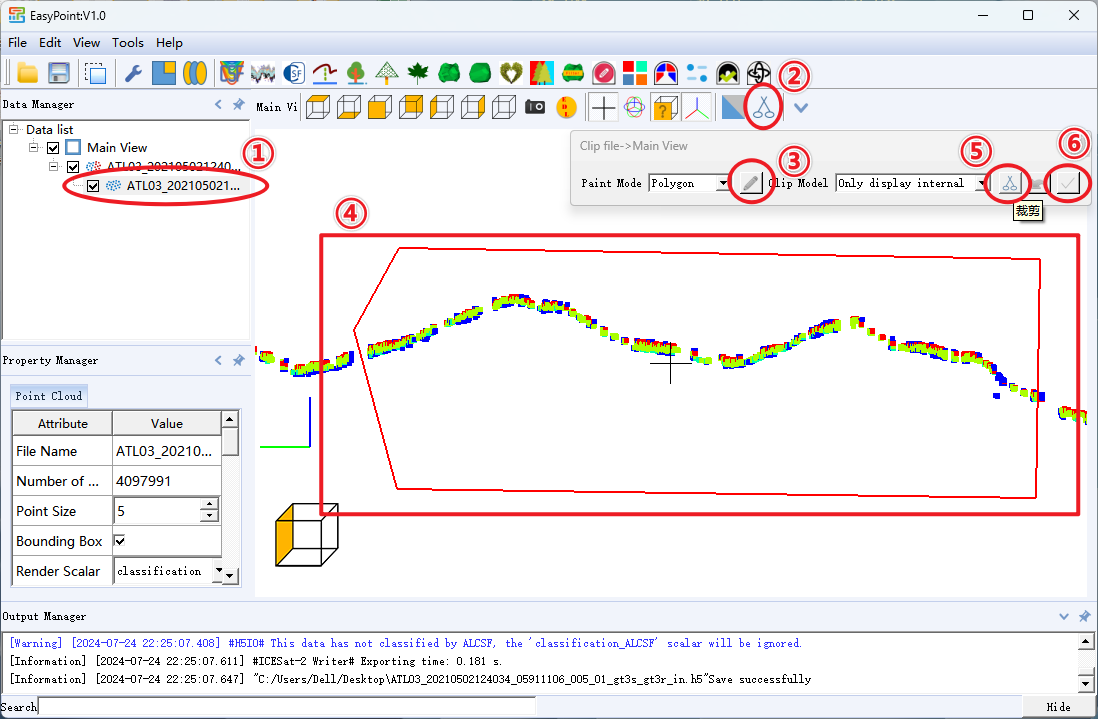 EasyPoint:V1.0
File Edit View Tools Help
Data Manager
Main Vi
②
Data list
Main View
ATL03_202105021240...
①
ATL03_202105021...
Clip file->Main View
⑤
⑥
Paint Mode Polygon ③ Clip Model Only display internal
裁剪
④
Property Manager
Point Cloud
Attribute Value
File Name ATL03_20210...
Number of ... 4097991
Point Size 5
Bounding Box
Render Scalar classification
Output Manager
[Warning] [2024-07-24 22:25:07.408] #H5IO# This data has not classified by ALCSF, the 'classification_ALCSF' scalar will be ignored.
[Information] [2024-07-24 22:25:07.611] #ICESat-2 Writer# Exporting time: 0.181 s.
[Information] [2024-07-24 22:25:07.647] "C:/Users/Dell/Desktop\ATL03_20210502124034_05911106_005_01_gt3s_gt3r_in.h5"Save successfully
Search
Hide